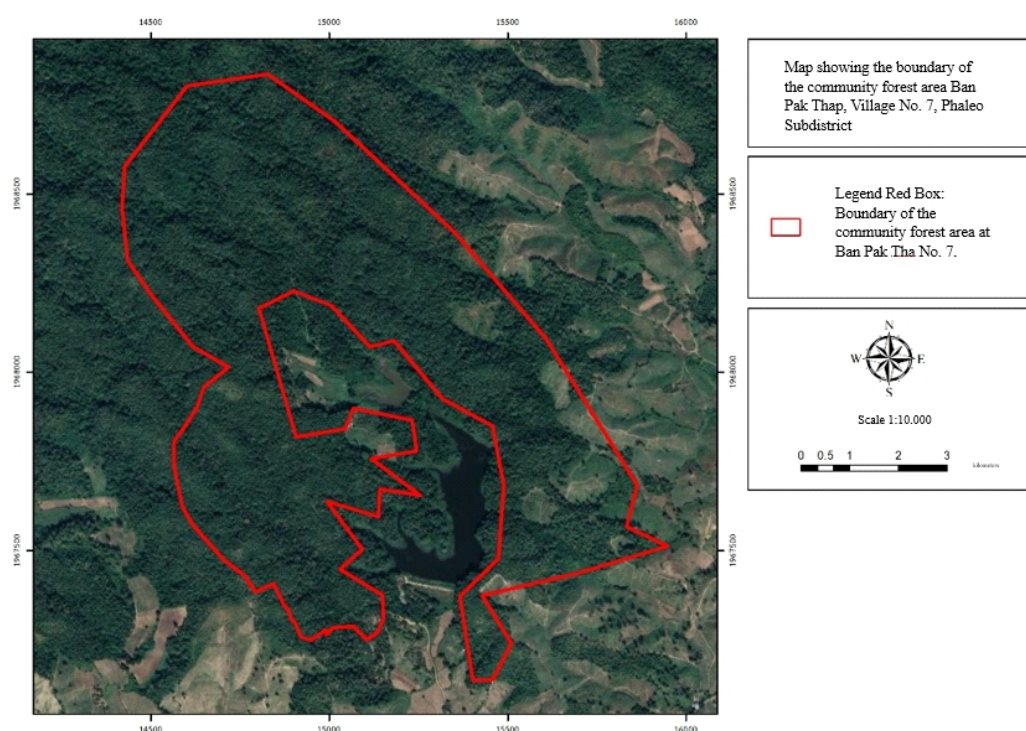 14500 15000 15500 16000
1968500 1968500
1968000 1968000
1967500 1967500
14500 15000 15500 16000
Map showing the boundary of
the community forest area Ban
Pak Thap, Village No. 7, Phaleo
Subdistrict
Legend Red Box:
Boundary of the
community forest area at
Ban Pak Tha No. 7.
N
W E
S
Scale 1:10.000
0 0.5 1 2 3 kilometers